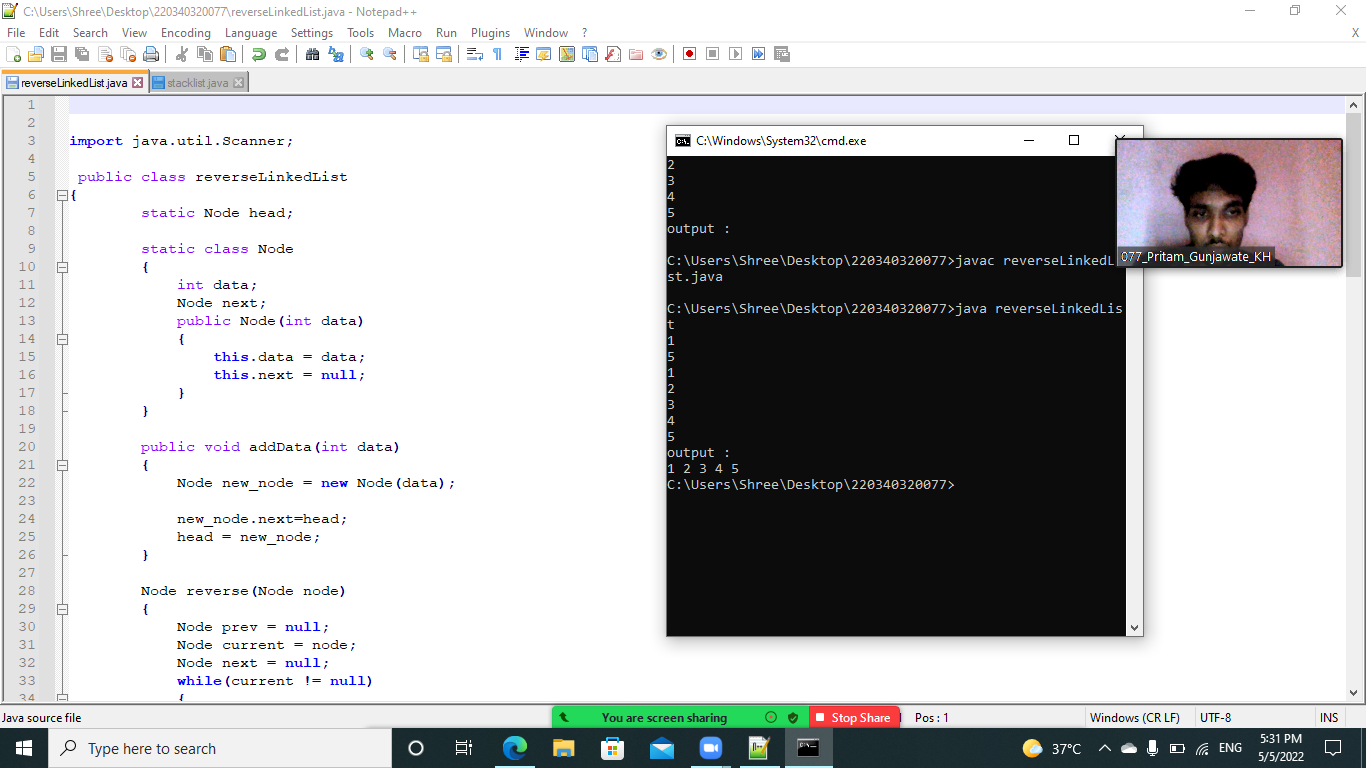 C:\Users\Shree\Desktop\220340320077\reverseLinkedList.java - Notepad++
File Edit Search View Encoding Language Settings Tools Macro Run Plugins Window ?
X
reverseLinkedList.java stacklist.java
1
2
3 import java.util.Scanner;
4
5 public class reverseLinkedList
6 {
7 static Node head;
8
9 static class Node
10 {
11 int data;
12 Node next;
13 public Node(int data)
14 {
15 this.data = data;
16 this.next = null;
17 }
18 }
19
20 public void addData(int data)
21 {
22 Node new_node = new Node(data);
23
24 new_node.next=head;
25 head = new_node;
26 }
27
28 Node reverse(Node node)
29 {
30 Node prev = null;
31 Node current = node;
32 Node next = null;
33 while(current != null)
34 {
C:\Windows\System32\cmd.exe
2
3
4
5
output :
C:\Users\Shree\Desktop\220340320077>javac reverseLinkedL
st.java
C:\Users\Shree\Desktop\220340320077>java reverseLinkedLis
t
1
5
1
2
3
4
5
output :
1 2 3 4 5
C:\Users\Shree\Desktop\220340320077>
077_Pritam_Gunjawate_KH
Java source file
You are screen sharing
Stop Share
Pos : 1
Windows (CR LF)
UTF-8
INS
Type here to search
37°C
ENG
5:31 PM
5/5/2022